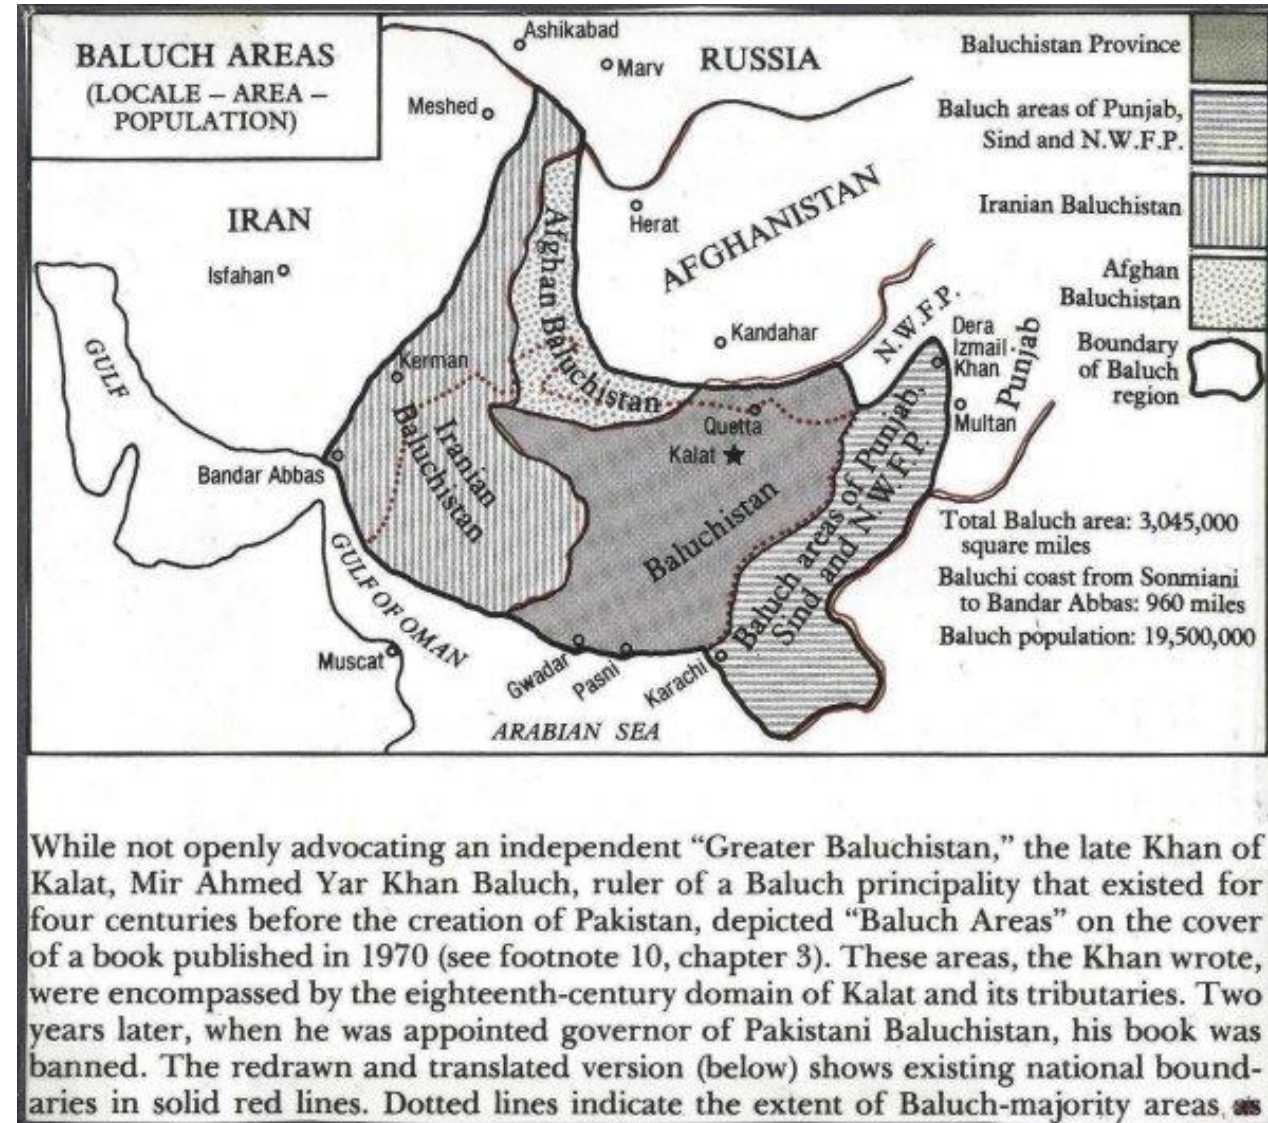 BALUCH AREAS
(LOCALE – AREA –
POPULATION)
Ashikabad
Marv
RUSSIA
Meshed
IRAN
Isfahan
Herat
AFGHANISTAN
Afghan Baluchistan
Kandahar
N.W.F.P.
Dera
Izmail
Khan
Punjab
Multan
GULF
Kerman
Iranian
Baluchistan
Quetta
Kalat
Bandar Abbas
Baluchistan
Baluch areas of Punjab,
Sind and N.W.F.P.
GULF OF OMAN
Muscat
Gwadar
Pasni
Karachi
ARABIAN SEA
Baluchistan Province
Baluch areas of Punjab,
Sind and N.W.F.P.
Iranian Baluchistan
Afghan
Baluchistan
Boundary
of Baluch
region
Total Baluch area: 3,045,000
square miles
Baluchi coast from Sonmiani
to Bandar Abbas: 960 miles
Baluch population: 19,500,000
While not openly advocating an independent “Greater Baluchistan,” the late Khan of
Kalat, Mir Ahmed Yar Khan Baluch, ruler of a Baluch principality that existed for
four centuries before the creation of Pakistan, depicted “Baluch Areas” on the cover
of a book published in 1970 (see footnote 10, chapter 3). These areas, the Khan wrote,
were encompassed by the eighteenth-century domain of Kalat and its tributaries. Two
years later, when he was appointed governor of Pakistani Baluchistan, his book was
banned. The redrawn and translated version (below) shows existing national bound-
aries in solid red lines. Dotted lines indicate the extent of Baluch-majority areas, as